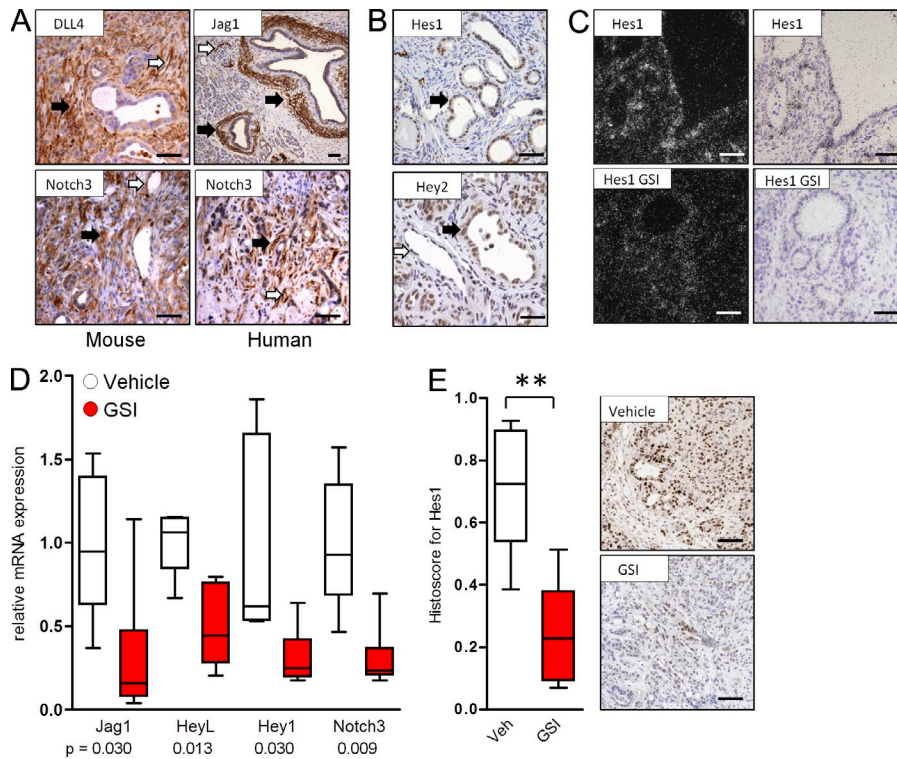 A
DLL4
Jag1
Notch3
Notch3
Mouse
Human
B
Hes1
Hey2
C
Hes1
Hes1
Hes1 GSI
Hes1 GSI
D
Vehicle
GSI
relative mRNA expression
2.0
1.5
1.0
0.5
0.0
Jag1 HeyL Hey1 Notch3
p = 0.030 0.013 0.030 0.009
E
**
Histoscore for Hes1
1.0
0.8
0.6
0.4
0.2
0.0
Veh GSI
Vehicle
GSI